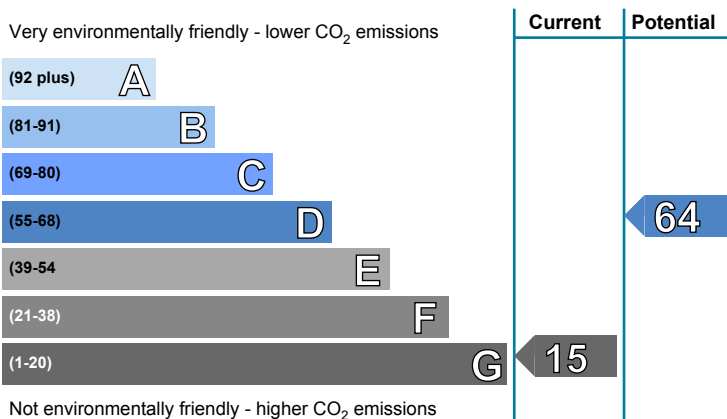 Current Potential
Very environmentally friendly - lower CO2 emissions
(92 plus) A
(81-91) B
(69-80) C
(55-68) D 64
(39-54 E
(21-38) F
(1-20) G 15
Not environmentally friendly - higher CO2 emissions